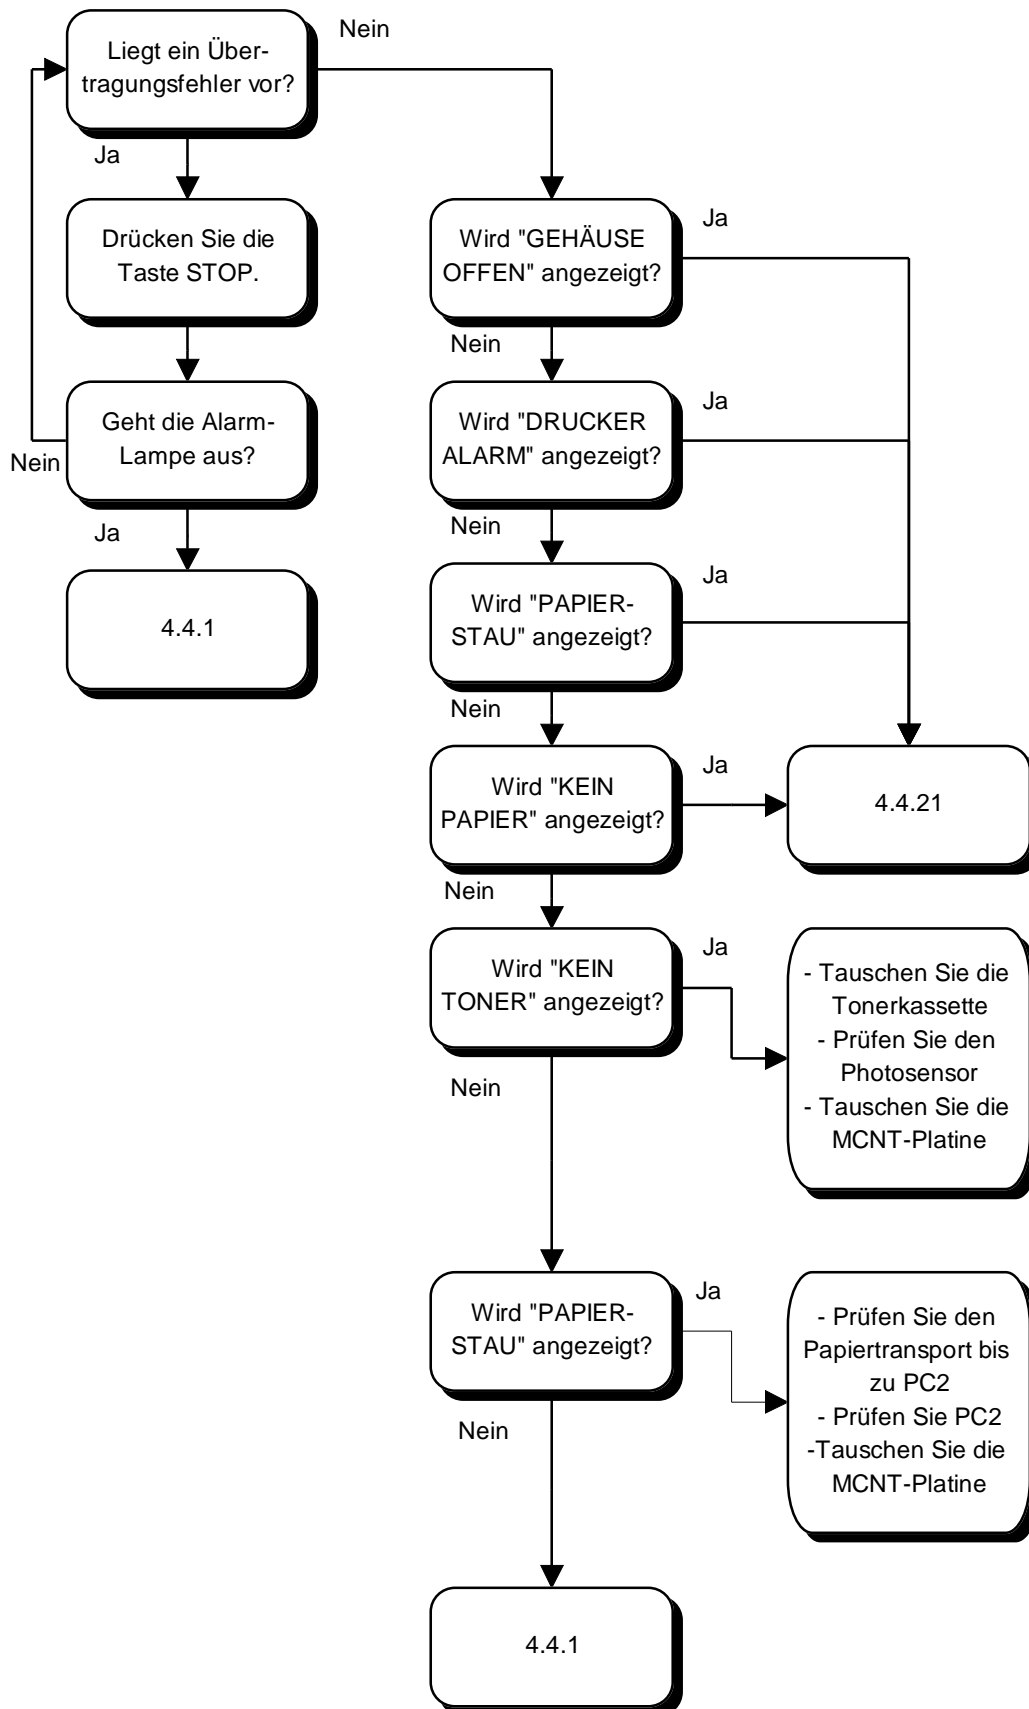 Liegt ein Über-
tragungsfehler vor?
Nein
Ja
Drücken Sie die
Taste STOP.
Geht die Alarm-
Lampe aus?
Nein
Ja
4.4.1
Wird "GEHÄUSE
OFFEN" angezeigt?
Ja
Nein
Wird "DRUCKER
ALARM" angezeigt?
Ja
Nein
Wird "PAPIER-
STAU" angezeigt?
Ja
Nein
Wird "KEIN
PAPIER" angezeigt?
Ja
4.4.21
Nein
Wird "KEIN
TONER" angezeigt?
Ja
- Tauschen Sie die
Tonerkassette
- Prüfen Sie den
Photosensor
- Tauschen Sie die
MCNT-Platine
Nein
Wird "PAPIER-
STAU" angezeigt?
Ja
- Prüfen Sie den
Papiertransport bis
zu PC2
- Prüfen Sie PC2
-Tauschen Sie die
MCNT-Platine
Nein
4.4.1